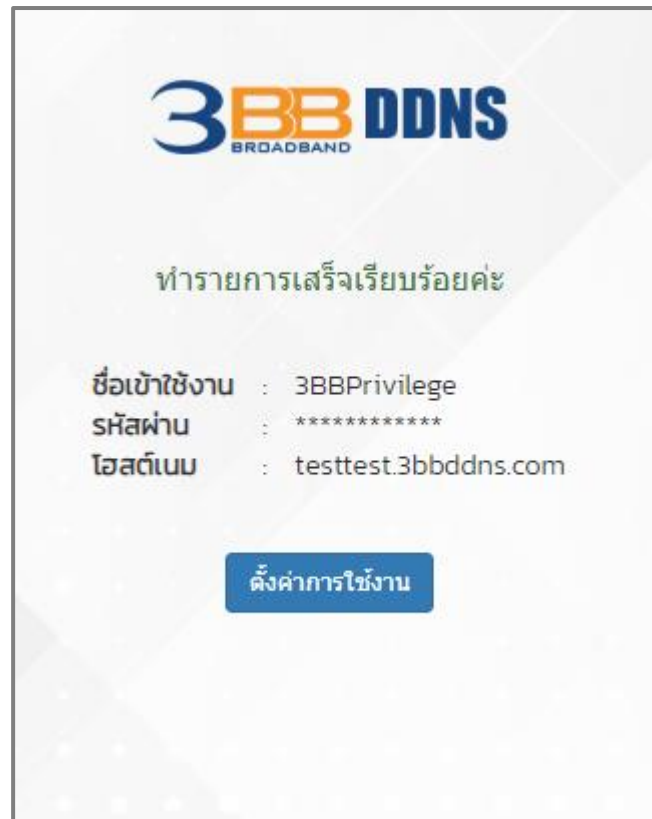 3BB DDNS
BROADBAND
ทำรายการเสร็จเรียบร้อยค่ะ
ชื่อเข้าใช้งาน : 3BBPrivilege
รหัสผ่าน : ************
โฮสต์เนม : testtest.3bbddns.com
ตั้งค่าการใช้งาน